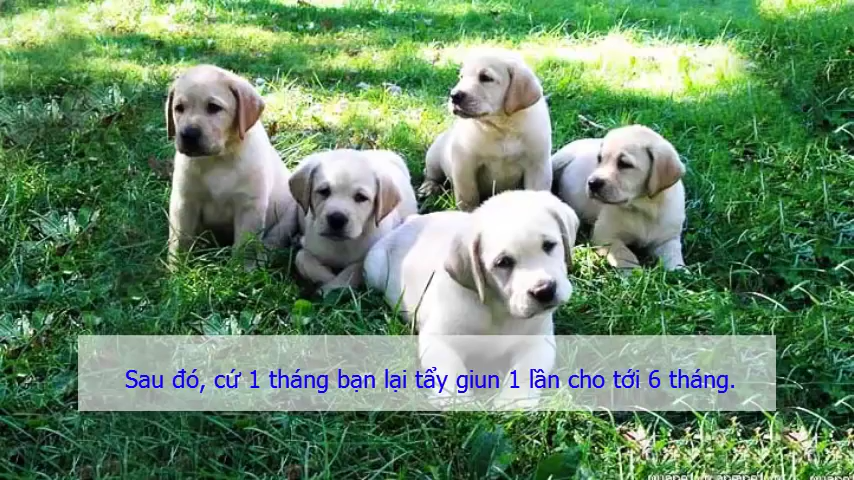 Sau đó, cứ 1 tháng bạn lại tẩy giun 1 lần cho tới 6 tháng.